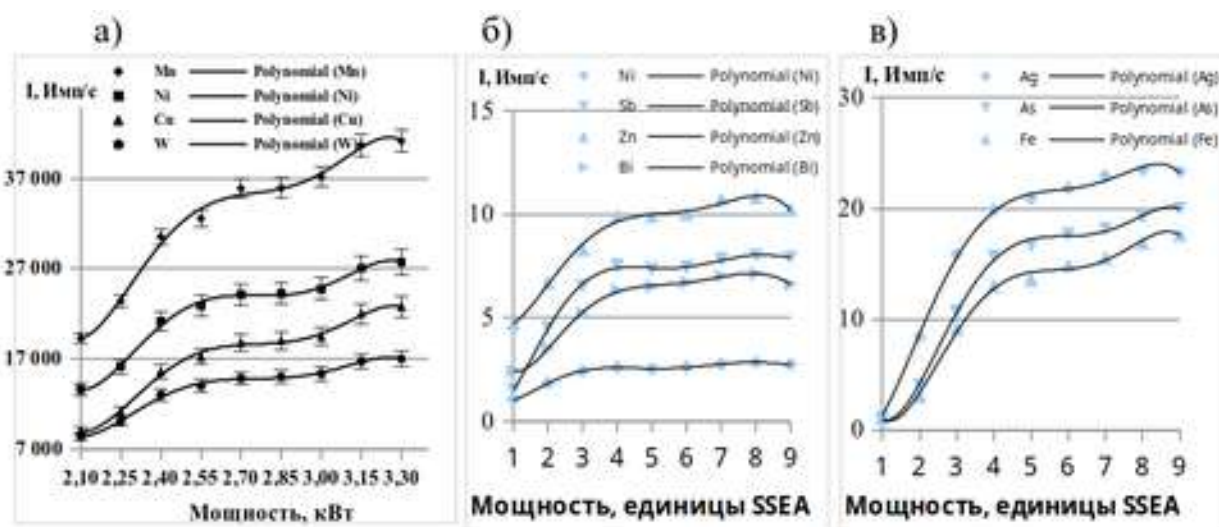 а)
I, Имп/с
Mn Polynomial (Mn)
Ni Polynomial (Ni)
Cu Polynomial (Cu)
W Polynomial (W)
37 000
27 000
17 000
7 000
2,10 2,25 2,40 2,55 2,70 2,85 3,00 3,15 3,30
Мощность, кВт
б)
I, Имп/с
Ni Polynomial (Ni)
Sb Polynomial (Sb)
Zn Polynomial (Zn)
Bi Polynomial (Bi)
15
10
5
0
1 2 3 4 5 6 7 8 9
Мощность, единицы SSEA
в)
I, Имп/с
Ag Polynomial (Ag)
As Polynomial (As)
Fe Polynomial (Fe)
30
20
10
0
1 2 3 4 5 6 7 8 9
Мощность, единицы SSEA